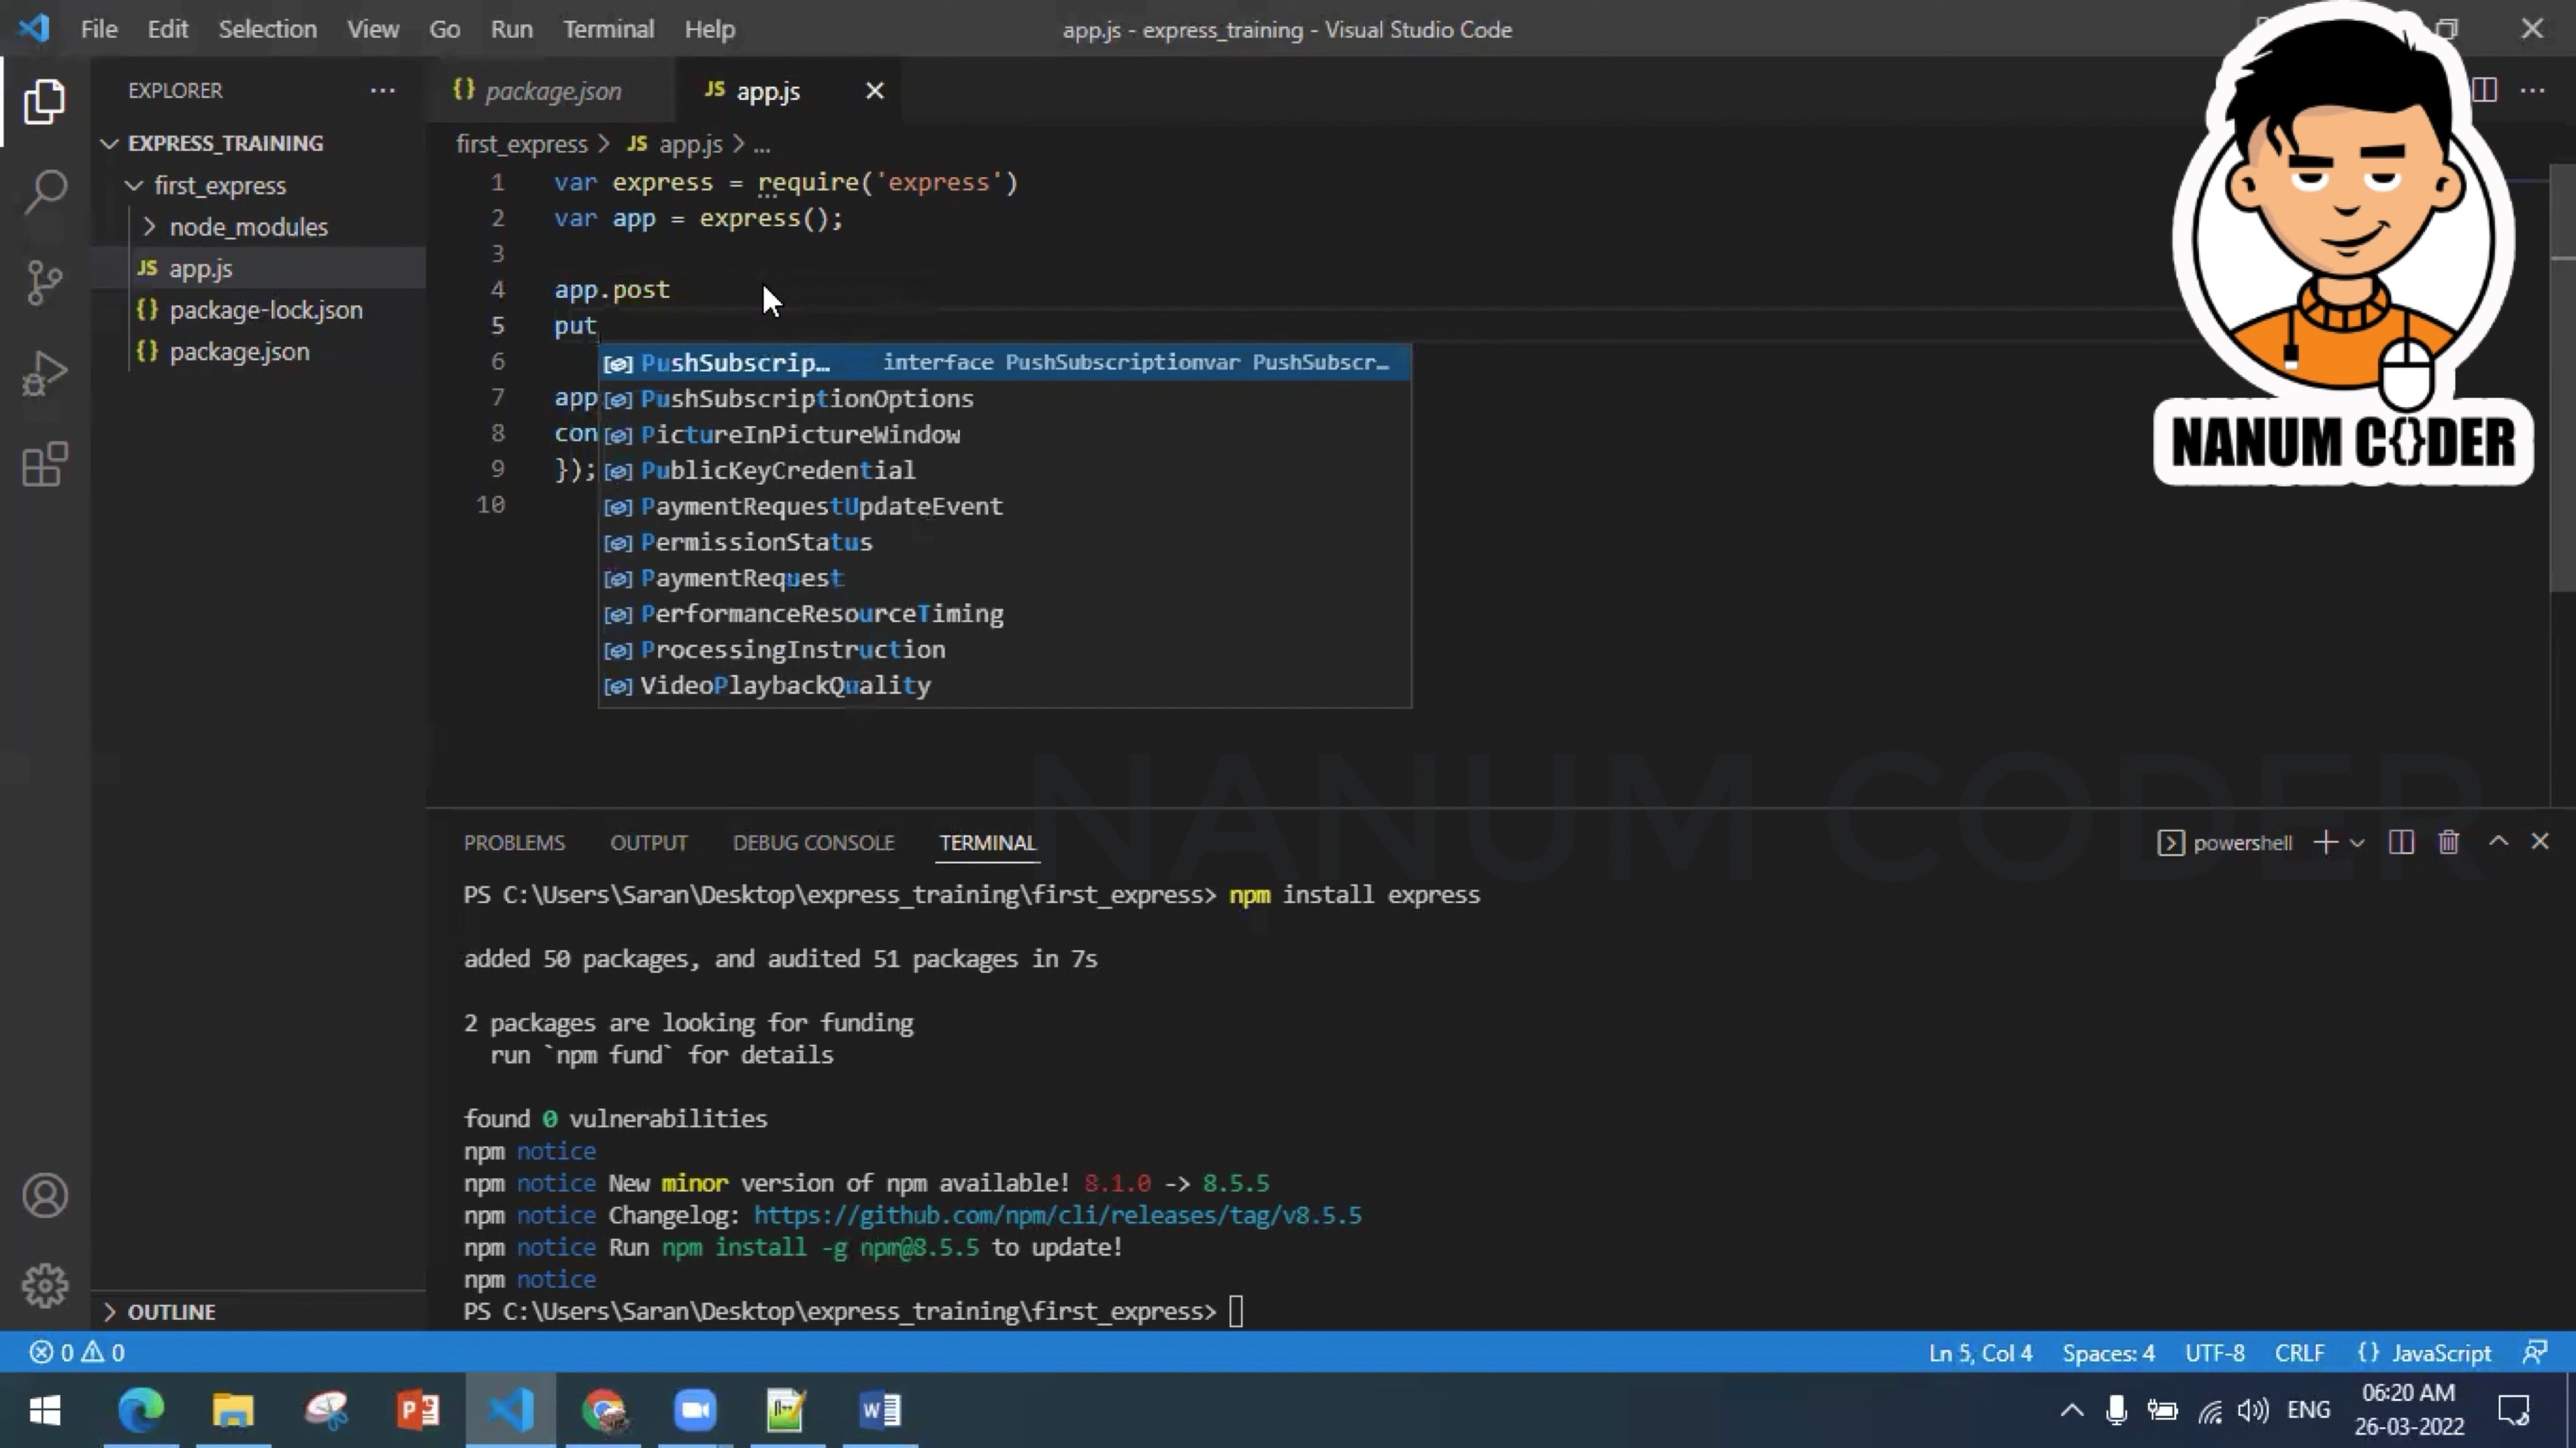 File Edit Selection View Go Run Terminal Help
app.js - express_training - Visual Studio Code
EXPLORER
EXPRESS_TRAINING
first_express
node_modules
JS app.js
{} package-lock.json
{} package.json
OUTLINE
{} package.json
JS app.js
first_express > JS app.js > ...
1 var express = require('express')
2 var app = express();
3
4 app.post
5 put
6
7 app
8 con
9 });
10
PushSubscrip… interface PushSubscriptionvar PushSubscr…
PushSubscriptionOptions
PictureInPictureWindow
PublicKeyCredential
PaymentRequestUpdateEvent
PermissionStatus
PaymentRequest
PerformanceResourceTiming
ProcessingInstruction
VideoPlaybackQuality
NANUM C{}DER
NANUM CODER
PROBLEMS OUTPUT DEBUG CONSOLE TERMINAL
powershell
PS C:\Users\Saran\Desktop\express_training\first_express> npm install express
added 50 packages, and audited 51 packages in 7s
2 packages are looking for funding
run `npm fund` for details
found 0 vulnerabilities
npm notice
npm notice New minor version of npm available! 8.1.0 -> 8.5.5
npm notice Changelog: https://github.com/npm/cli/releases/tag/v8.5.5
npm notice Run npm install -g npm@8.5.5 to update!
npm notice
PS C:\Users\Saran\Desktop\express_training\first_express>
0 0
Ln 5, Col 4 Spaces: 4 UTF-8 CRLF {} JavaScript
ENG
06:20 AM
26-03-2022